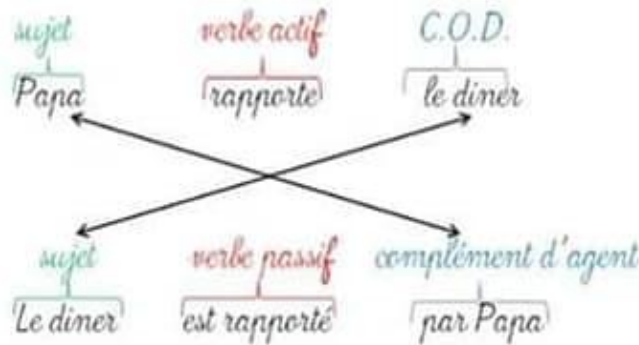 sujet verbe actif C.O.D.
Papa rapporte le diner
sujet verbe passif complément d'agent
Le diner est rapporté par Papa